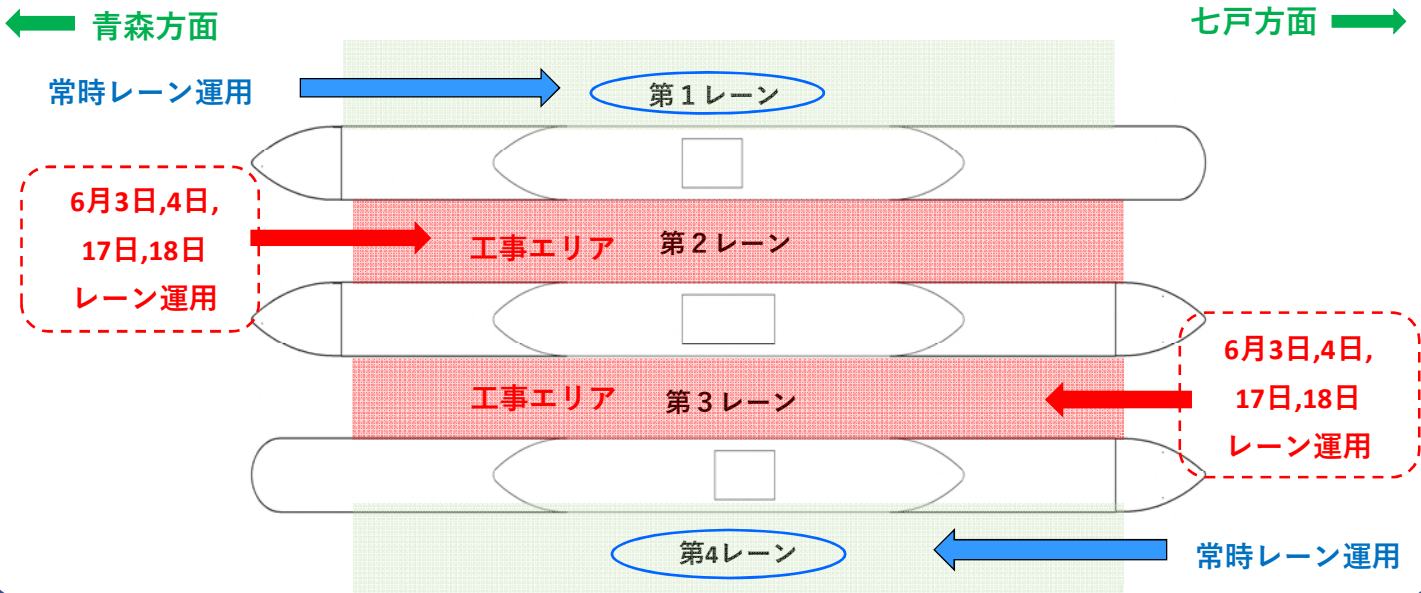 青森方面
七戸方面
常時レーン運用
第１レーン
6月3日,4日,
17日,18日
レーン運用
工事エリア
第２レーン
工事エリア
第３レーン
6月3日,4日,
17日,18日
レーン運用
第4レーン
常時レーン運用